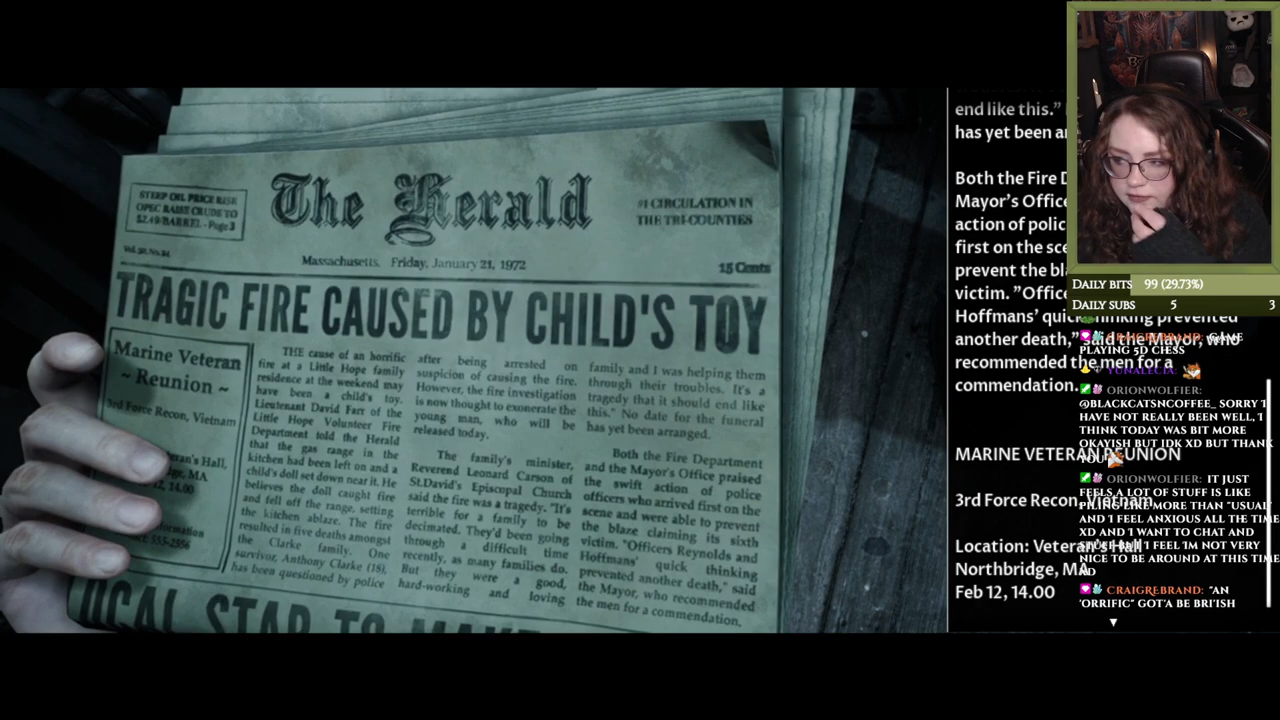 STEEP OIL PRICE RISE
OPEC RAISE CRUDE TO
$2.49/BARREL - Page 3
The Herald
#1 CIRCULATION IN
THE TRI-COUNTIES
Massachusetts, Friday, January 21, 1972
15 Cents
TRAGIC FIRE CAUSED BY CHILD'S TOY
Marine Veteran
~ Reunion ~
3rd Force Recon, Vietnam
Hall,
MA
14.00
555-2556
THE cause of an horrific
fire at a Little Hope family
residence at the weekend may
have been a child's toy.
Lieutenant David Farr of the
Little Hope Volunteer Fire
Department told the Herald
that the gas range in the
kitchen had been left on and a
child's doll set down near it. He
believes the doll caught fire
and fell off the range, setting
the kitchen ablaze. The fire
resulted in five deaths amongst
the Clarke family. One
survivor, Anthony Clarke (18),
has been questioned by police
after being arrested on
suspicion of causing the fire.
However, the fire investigation
is now thought to exonerate the
young man, who will be
released today.
The family's minister,
Reverend Leonard Carson of
St.David's Episcopal Church
said the fire was a tragedy. "It's
terrible for a family to be
decimated. They'd been going
through a difficult time
recently, as many families do.
But they were a good,
hard-working and loving
family and I was helping them
through their troubles. It's a
tragedy that it should end like
this." No date for the funeral
has yet been arranged.
Both the Fire Department
and the Mayor's Office praised
the swift action of police
officers who arrived first on the
scene and were able to prevent
the blaze claiming its sixth
victim. "Officers Reynolds and
Hoffmans' quick thinking
prevented another death," said
the Mayor, who recommended
the men for a commendation.
end like this."
has yet been
Both the Fire
Mayor's Office
action of
first on the
prevent the
victim. "
Hoffmans' quick thinking prevented
another death," said the Mayor, who
recommended the men for a
commendation.
MARINE VETERAN REUNION
3rd Force Recon, Vietnam
Location: Veteran's Hall
Northbridge, MA
Feb 12, 14.00
DAILY BITS 99 (29.73%)
DAILY SUBS 5 3
CRAIGREBRAND: GAME
PLAYING 5D CHESS
YUNALECIA:
ORIONWOLFIER:
@BLACKCATSNCOFFEE_ SORRY I
HAVE NOT REALLY BEEN WELL, I
THINK TODAY WAS BIT MORE
OKAYISH BUT IDK XD BUT THANK
YOU
ORIONWOLFIER: IT JUST
FEELS A LOT OF STUFF IS LIKE
PILING LIKE MORE THAN "USUAL"
AND I FEEL ANXIOUS ALL THE TIME
XD AND I WANT TO CHAT AND
BUT I FEEL I'M NOT VERY
NICE TO BE AROUND AT THIS TIME
CRAIGREBRAND: "AN
'ORRIFIC" GOT'A BE BRI'ISH